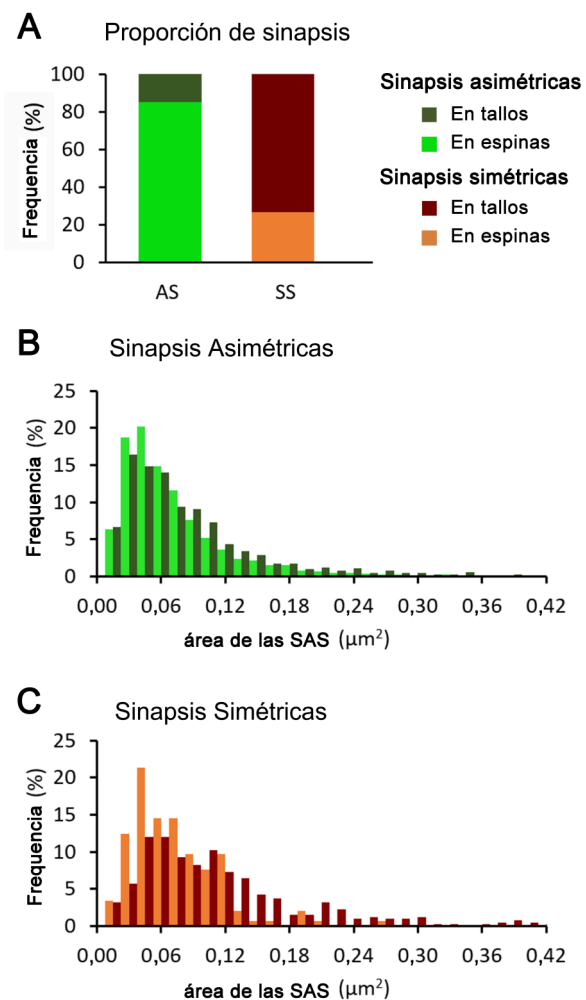 A
Proporción de sinapsis
Frequencia (%)
100
80
60
40
20
0
AS
SS
Sinapsis asimétricas
En tallos
En espinas
Sinapsis simétricas
En tallos
En espinas
B
Sinapsis Asimétricas
Frequencia (%)
25
20
15
10
5
0
0,00 0,06 0,12 0,18 0,24 0,30 0,36 0,42
área de las SAS (µm²)
C
Sinapsis Simétricas
Frequencia (%)
25
20
15
10
5
0
0,00 0,06 0,12 0,18 0,24 0,30 0,36 0,42
área de las SAS (µm²)